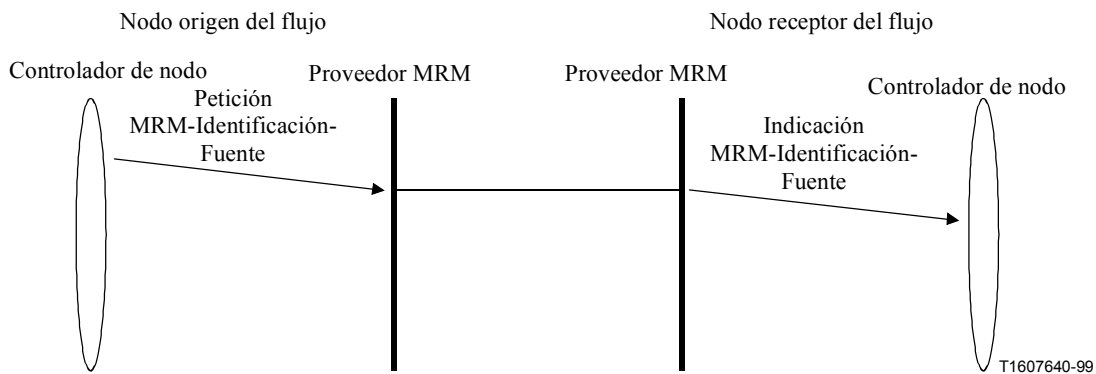 Nodo origen del flujo
Nodo receptor del flujo
Controlador de nodo
Proveedor MRM
Proveedor MRM
Controlador de nodo
Petición
MRM-Identificación-
Fuente
Indicación
MRM-Identificación-
Fuente
T1607640-99